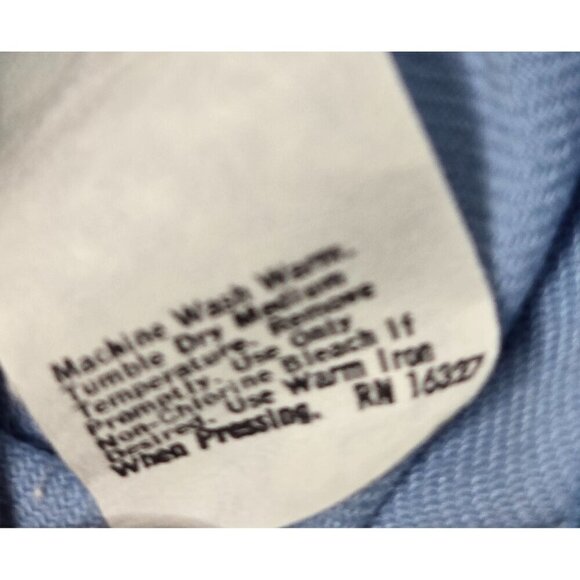 Machine Wash Warm.
Tumble Dry Medium
Temperature. Remove
Promptly. Use Only
Non-Chlorine Bleach If
Desired. Use Warm Iron
When Pressing. RN 16327